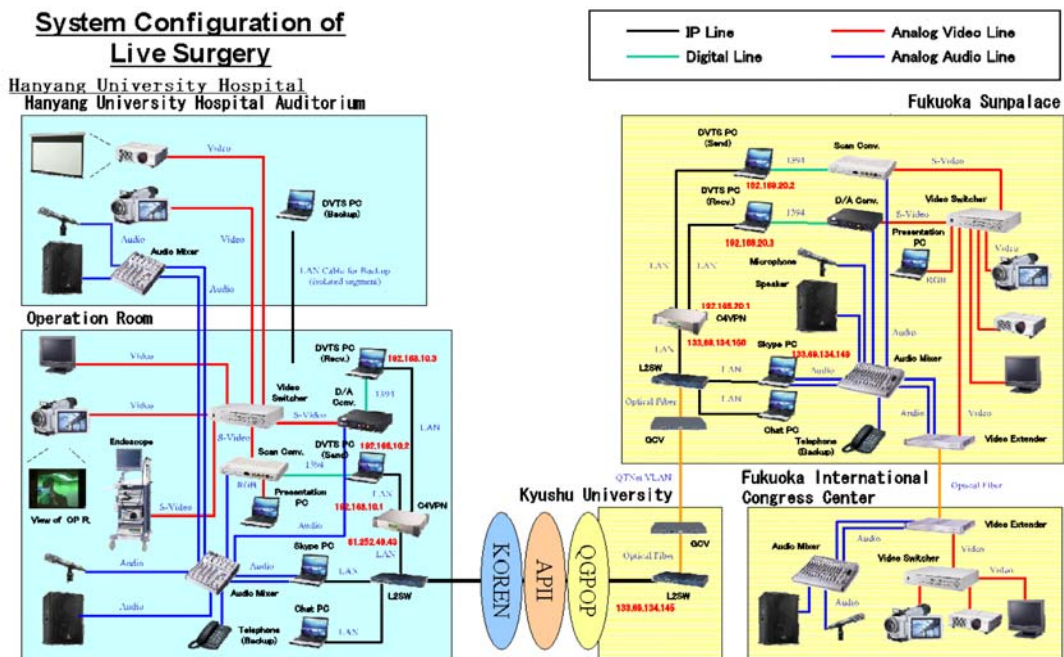 System Configuration of
Live Surgery
IP Line
Digital Line
Analog Video Line
Analog Audio Line
Hanyang University Hospital
Hanyang University Hospital Auditorium
Video
Audio
Video
Audio Mixer
Audio
DVTS PC
(Backup)
LAN Cable for Backup
(isolated segment)
Operation Room
Video
Video
Endoscope
View of OP R.
S-Video
Video
Switcher
S-Video
S-Video
DVTS PC
(Recv.)
192.168.10.3
1394
D/A
Conv.
LAN
192.168.10.2
DVTS PC
(Send)
Scan Conv.
1394
RGB
Presentation
PC
LAN
192.168.10.1
C4VPN
61.252.48.43
LAN
Audio
Audio
Audio
Audio
Audio Mixer
Skype PC
LAN
L2SW
Chat PC
LAN
Telephone
(Backup)
KOREN
APII
QGPOP
Kyushu University
QTNet VLAN
GCV
Optical Fiber
L2SW
133.69.134.145
Fukuoka Sunpalace
DVTS PC
(Send)
1394
192.168.20.2
Scan Conv.
S-Video
DVTS PC
(Recv.)
1394
192.168.20.3
D/A Conv.
S-Video
Video Switcher
Presentation
PC
RGB
Video
LAN
LAN
Microphone
Speaker
192.168.20.1
C4VPN
133.69.134.150
LAN
Skype PC
133.69.134.149
L2SW
LAN
Audio
Audio
Audio Mixer
Optical Fiber
LAN
GCV
Chat PC
Audio
Video
Telephone
(Backup)
Video Extender
Optical Fiber
Fukuoka International
Congress Center
Video Extender
Audio
Audio Mixer
Video
Video Switcher
Video
Audio